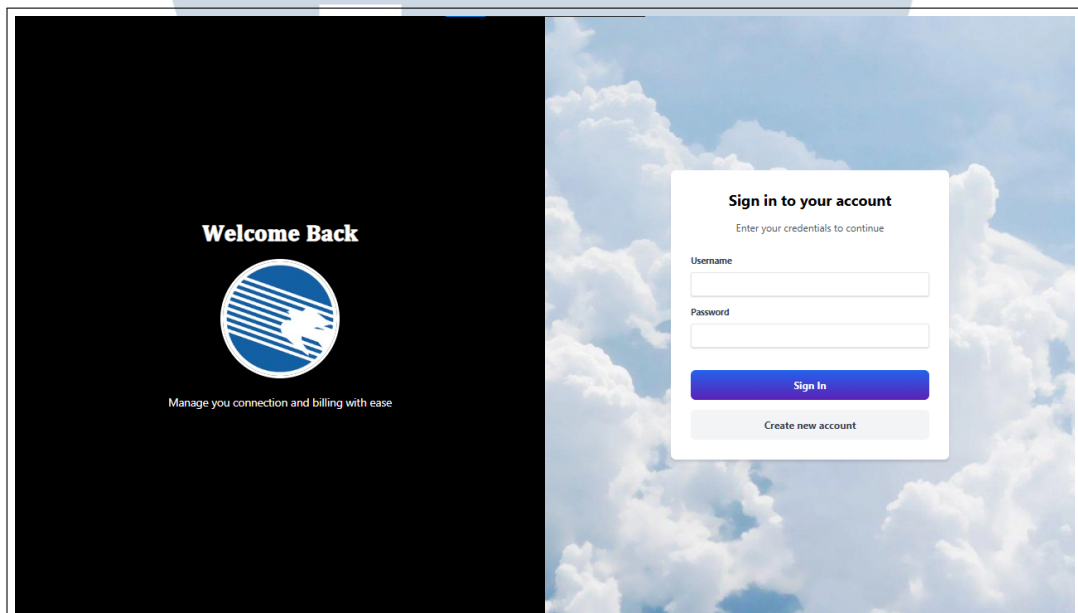 Welcome Back
Manage you connection and billing with ease
Sign in to your account
Enter your credentials to continue
Username
Password
Sign In
Create new account